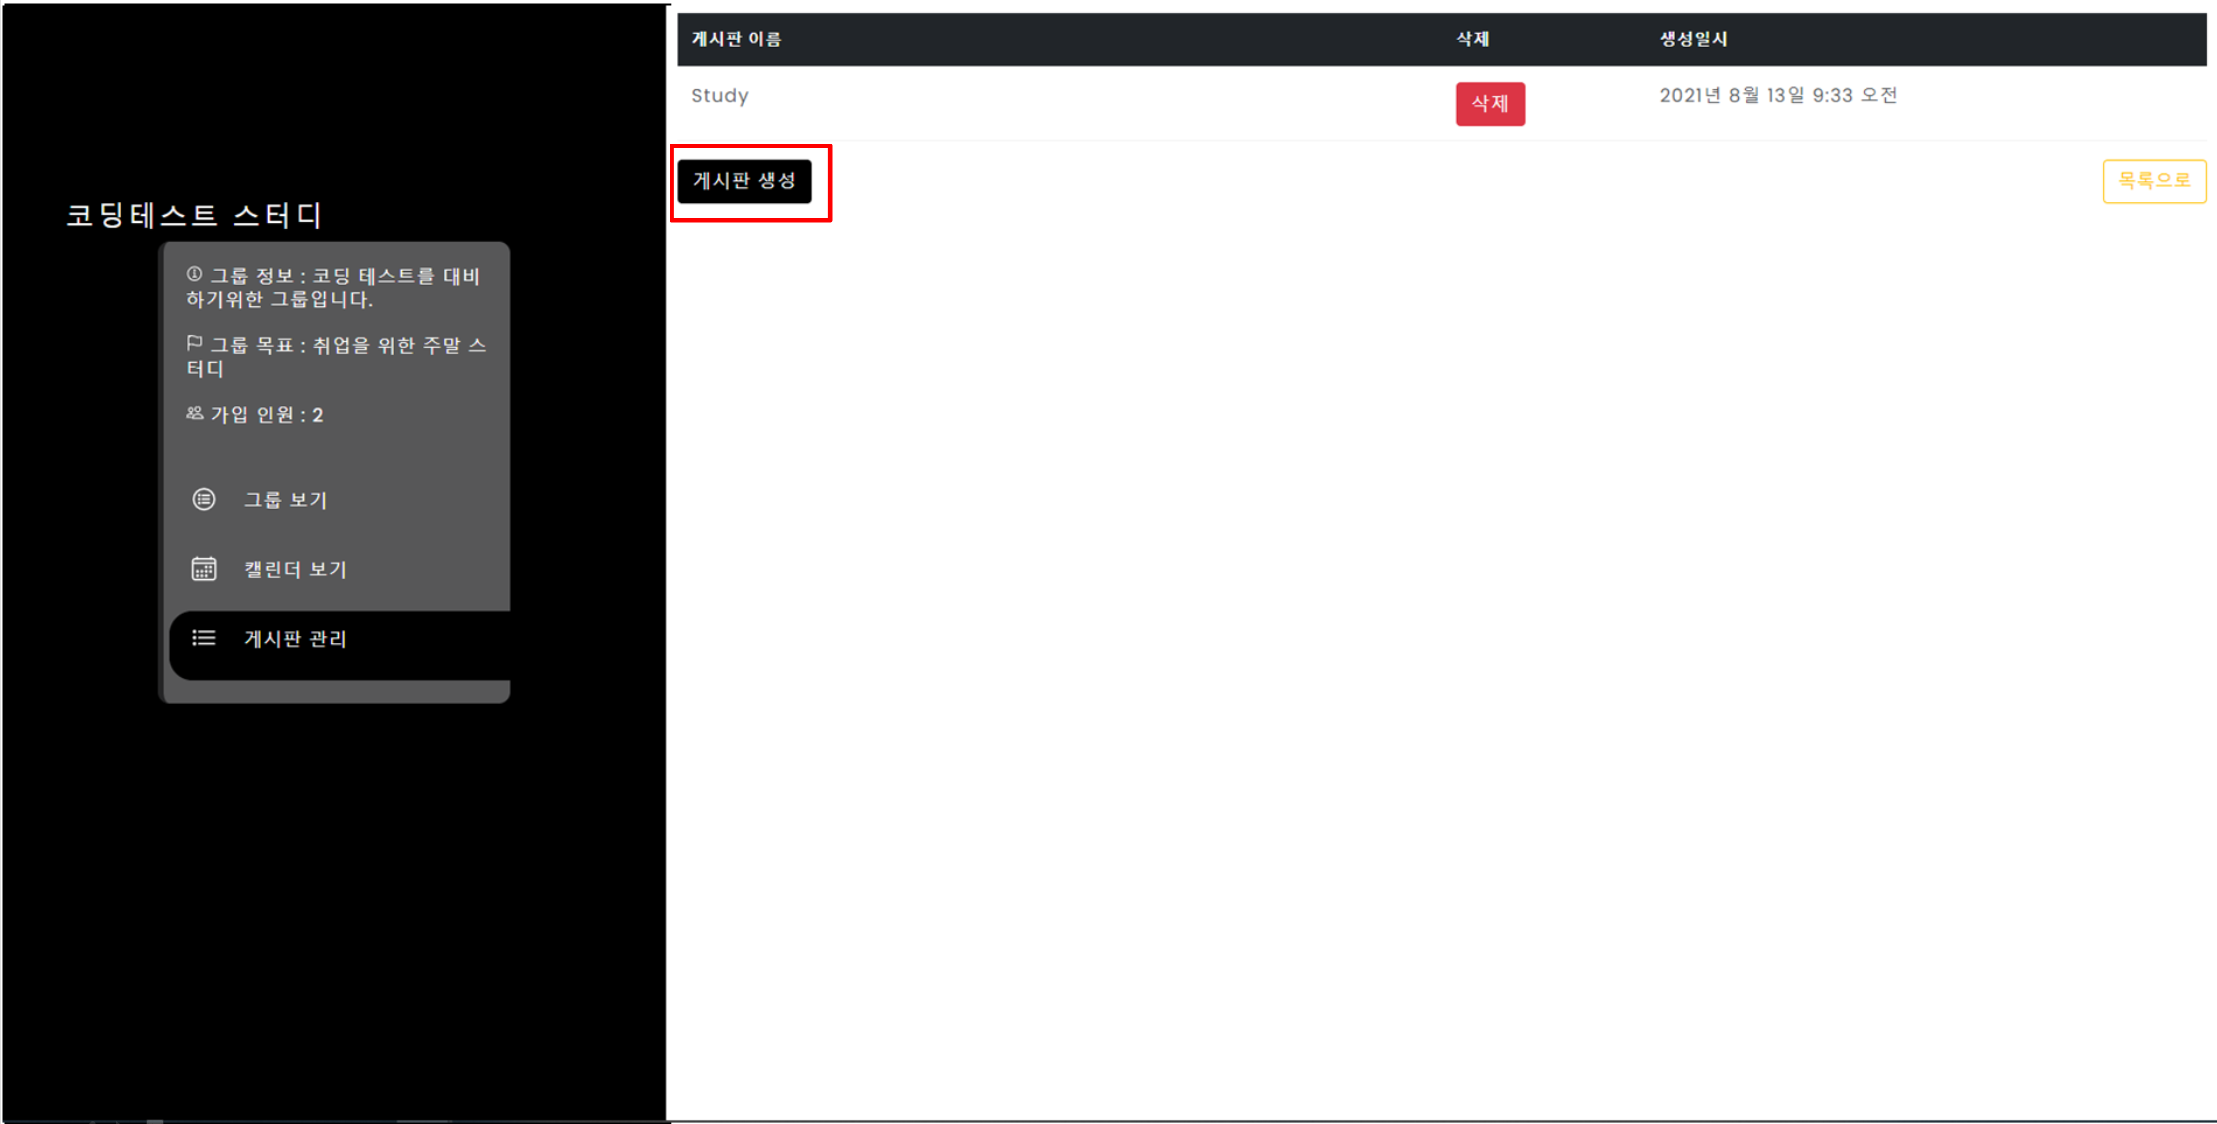 코딩테스트 스터디
그룹 정보 : 코딩 테스트를 대비
하기위한 그룹입니다.
그룹 목표 : 취업을 위한 주말 스
터디
가입 인원 : 2
그룹 보기
캘린더 보기
게시판 관리
게시판 이름 삭제 생성일시
Study 삭제 2021년 8월 13일 9:33 오전
게시판 생성 목록으로